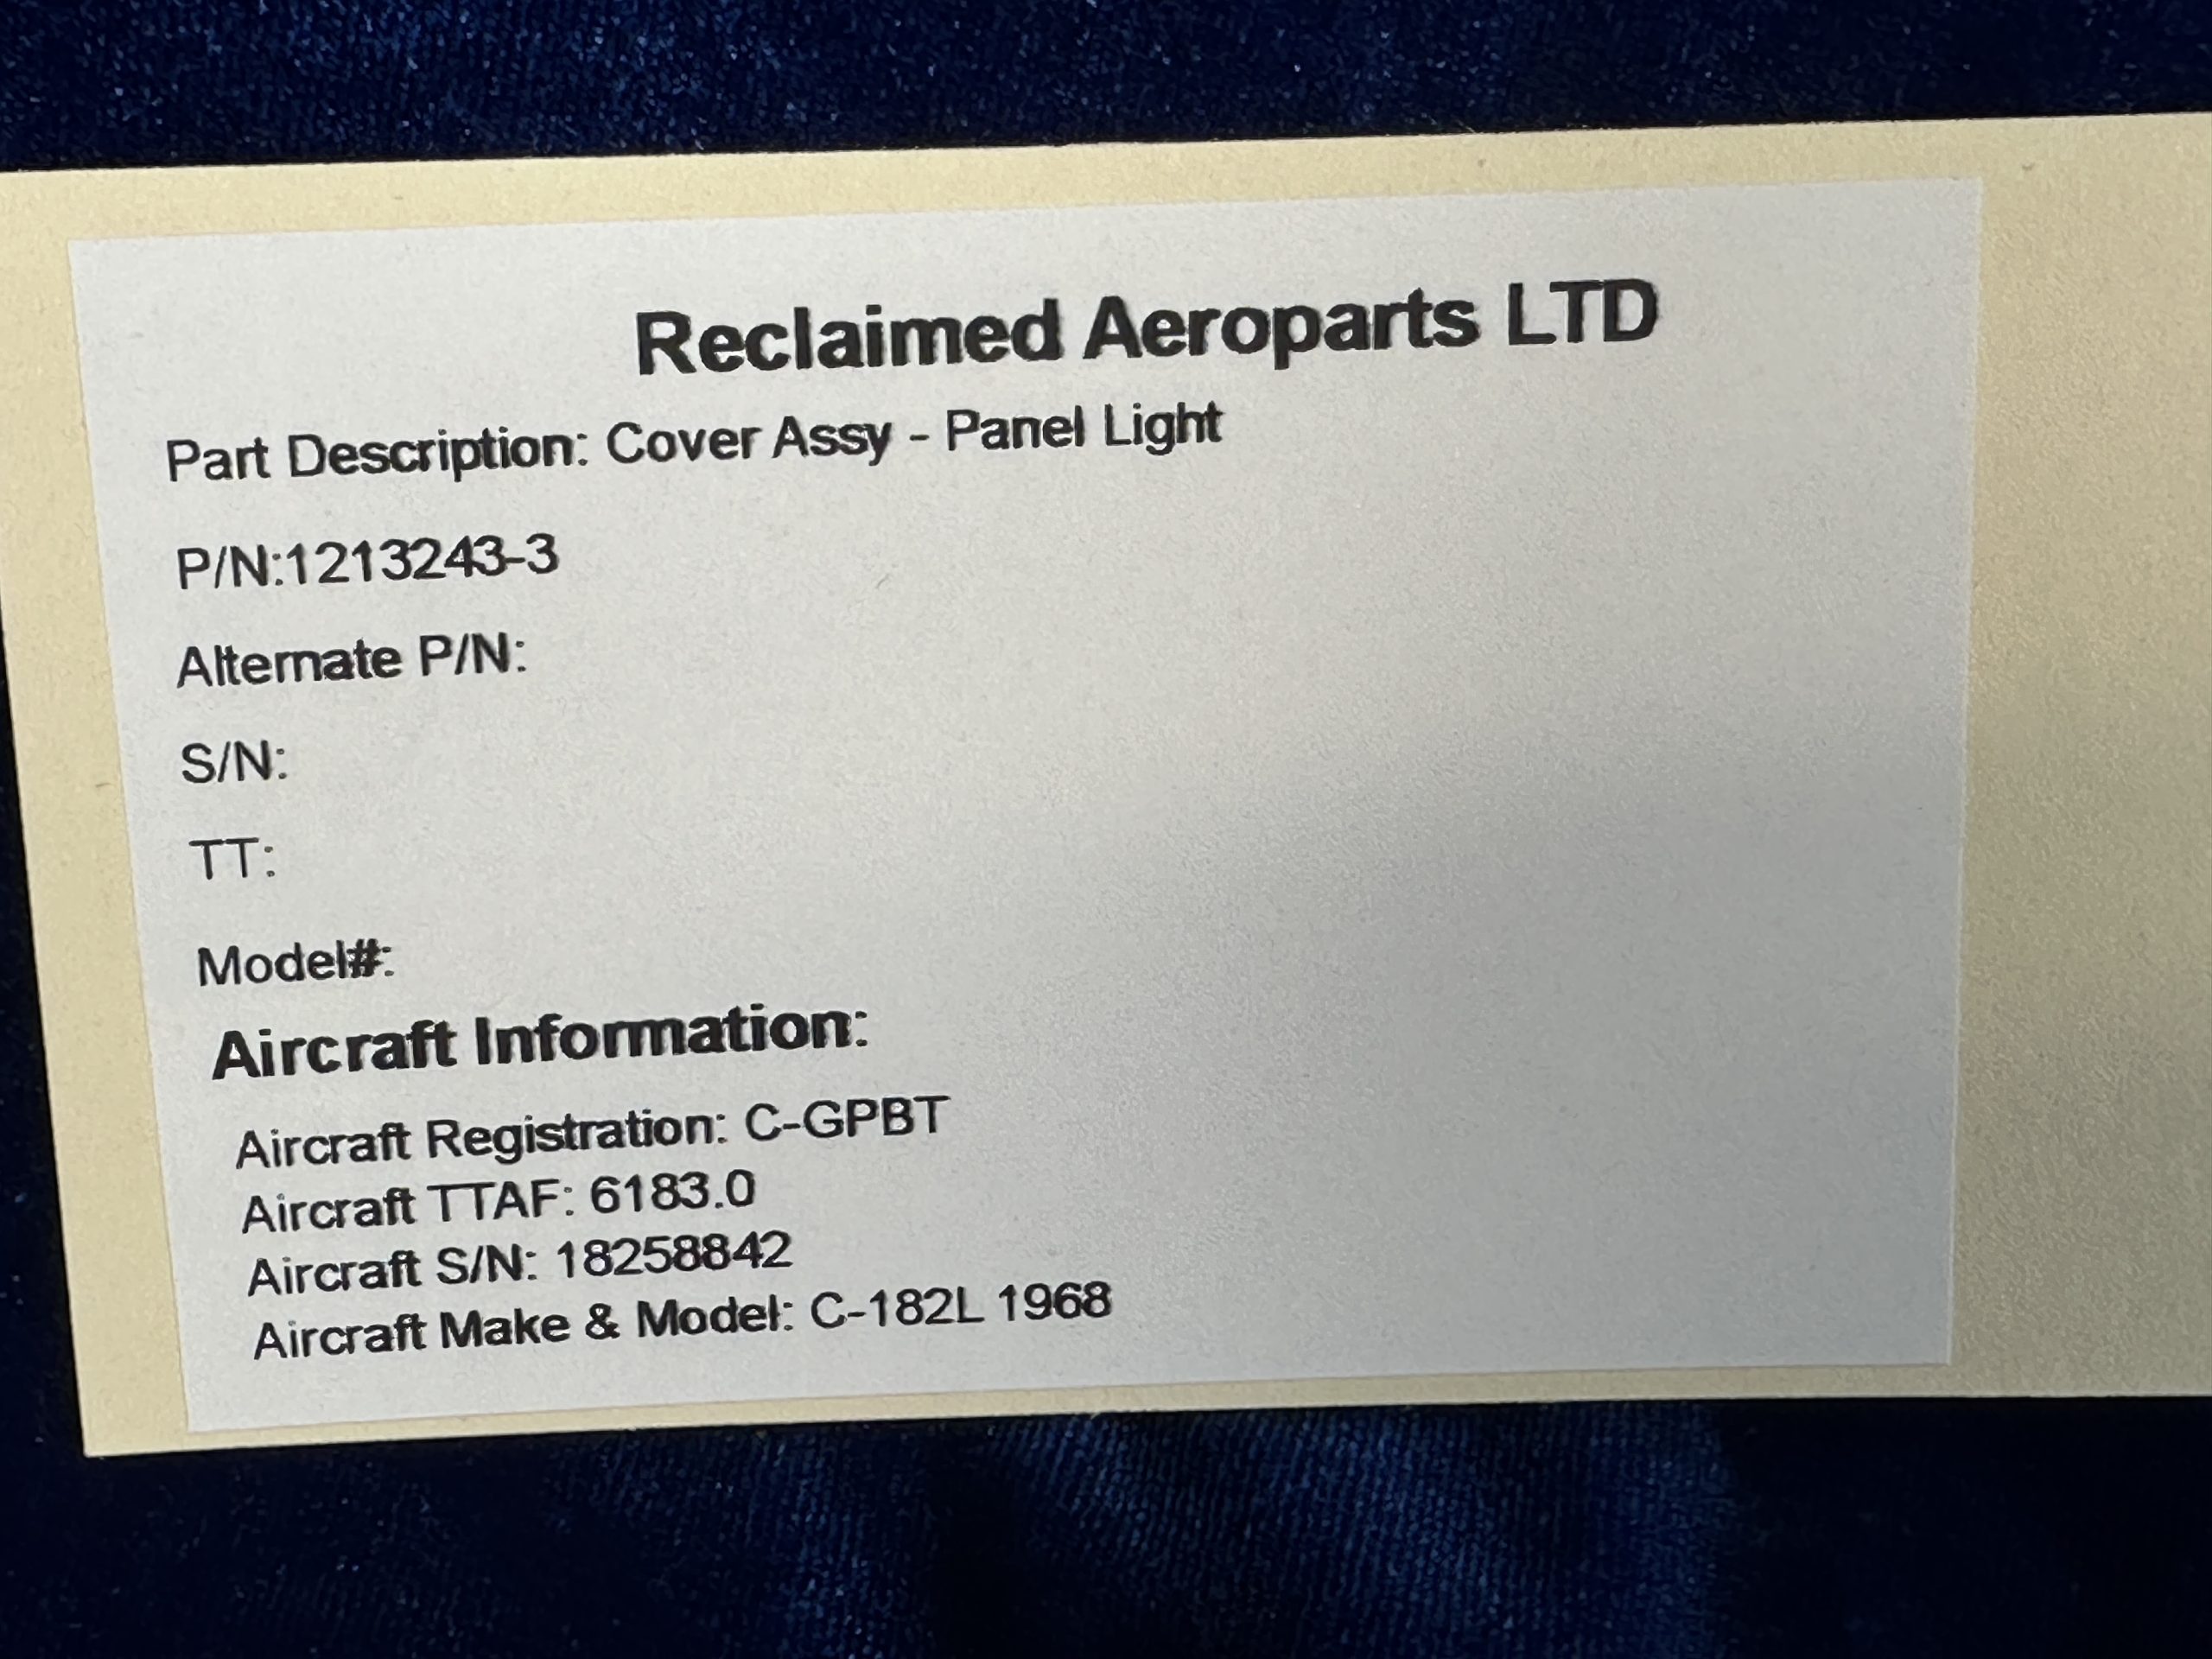 Reclaimed Aeroparts LTD
Part Description: Cover Assy - Panel Light
P/N:1213243-3
Alternate P/N:
S/N:
TT:
Model#:
Aircraft Information:
Aircraft Registration: C-GPBT
Aircraft TTAF: 6183.0
Aircraft S/N: 18258842
Aircraft Make & Model: C-182L 1968